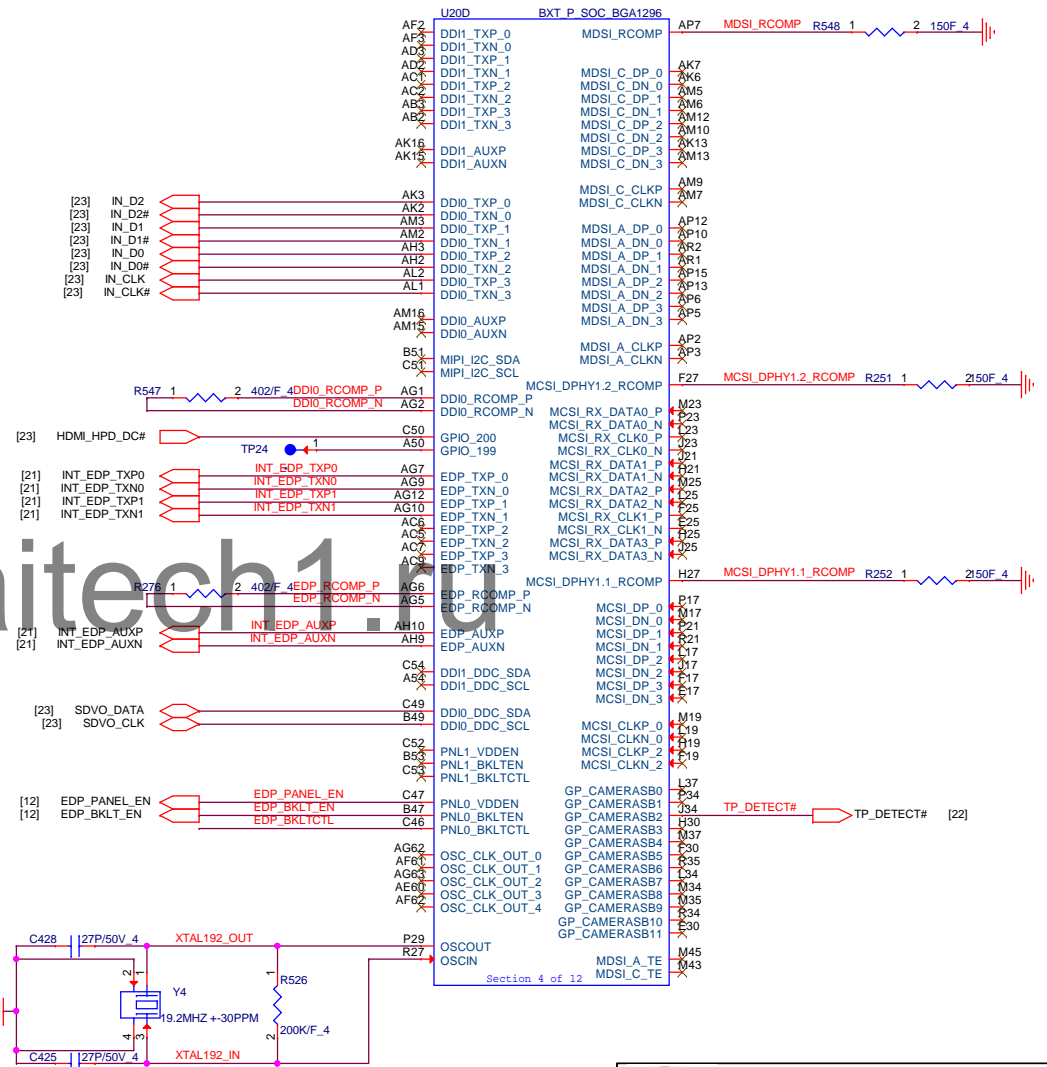 U20D BXT_P_SOC_BGA1296
AF2 DDI1_TXP_0 MDSI_RCOMP AP7 MDSI_RCOMP R548 1 2 150F_4
AF3 DDI1_TXN_0
AD3 DDI1_TXP_1
AD2 DDI1_TXN_1 MDSI_C_DP_0 AK7
AC1 DDI1_TXP_2 MDSI_C_DN_0 AK6
AC2 DDI1_TXN_2 MDSI_C_DP_1 AM5
AB3 DDI1_TXP_3 MDSI_C_DN_1 AM6
AB2 DDI1_TXN_3 MDSI_C_DP_2 AM12
MDSI_C_DN_2 AM10
AK16 DDI1_AUXP MDSI_C_DP_3 AK13
AK15 DDI1_AUXN MDSI_C_DN_3 AM13
MDSI_C_CLKP AM9
[23] IN_D2 AK3 DDI0_TXP_0 MDSI_C_CLKN AM7
[23] IN_D2# AK2 DDI0_TXN_0
[23] IN_D1 AM3 DDI0_TXP_1 MDSI_A_DP_0 AP12
[23] IN_D1# AM2 DDI0_TXN_1 MDSI_A_DN_0 AP10
[23] IN_D0 AH3 DDI0_TXP_2 MDSI_A_DP_1 AR2
[23] IN_D0# AH2 DDI0_TXN_2 MDSI_A_DN_1 AR1
[23] IN_CLK AL2 DDI0_TXP_3 MDSI_A_DP_2 AP15
[23] IN_CLK# AL1 DDI0_TXN_3 MDSI_A_DN_2 AP13
MDSI_A_DP_3 AP6
AM16 DDI0_AUXP MDSI_A_DN_3 AP5
AM15 DDI0_AUXN
MDSI_A_CLKP AP2
B51 MIPI_I2C_SDA MDSI_A_CLKN AP3
C51 MIPI_I2C_SCL
MCSI_DPHY1.2_RCOMP F27 MCSI_DPHY1.2_RCOMP R251 1 2 150F_4
R547 1 2 402/F_4 DDI0_RCOMP_P AG1 DDI0_RCOMP_P
DDI0_RCOMP_N AG2 DDI0_RCOMP_N MCSI_RX_DATA0_P M23
MCSI_RX_DATA0_N P23
[23] HDMI_HPD_DC# C50 GPIO_200 MCSI_RX_CLK0_P L23
TP24 1 A50 GPIO_199 MCSI_RX_CLK0_N J23
MCSI_RX_DATA1_P J21
[21] INT_EDP_TXP0 INT_EDP_TXP0 AG7 EDP_TXP_0 MCSI_RX_DATA1_N H21
[21] INT_EDP_TXN0 INT_EDP_TXN0 AG9 EDP_TXN_0 MCSI_RX_DATA2_P M25
[21] INT_EDP_TXP1 INT_EDP_TXP1 AG12 EDP_TXP_1 MCSI_RX_DATA2_N L25
[21] INT_EDP_TXN1 INT_EDP_TXN1 AG10 EDP_TXN_1 MCSI_RX_CLK1_P F25
AC6 EDP_TXP_2 MCSI_RX_CLK1_P E25
AC5 EDP_TXN_2 MCSI_RX_DATA3_P H25
AC7 EDP_TXP_3 MCSI_RX_DATA3_N J25
AC9 EDP_TXN_3
MCSI_DPHY1.1_RCOMP H27 MCSI_DPHY1.1_RCOMP R252 1 2 150F_4
R276 1 2 402/F_4 EDP_RCOMP_P AG6 EDP_RCOMP_P
EDP_RCOMP_N AG5 EDP_RCOMP_N MCSI_DP_0 P17
MCSI_DN_0 M17
[21] INT_EDP_AUXP INT_EDP_AUXP AH10 EDP_AUXP MCSI_DP_1 P21
[21] INT_EDP_AUXN INT_EDP_AUXN AH9 EDP_AUXN MCSI_DN_1 R21
MCSI_DP_2 L17
C54 DDI1_DDC_SDA MCSI_DN_2 J17
A54 DDI1_DDC_SCL MCSI_DP_3 F17
MCSI_DN_3 E17
[23] SDVO_DATA C49 DDI0_DDC_SDA
[23] SDVO_CLK B49 DDI0_DDC_SCL MCSI_CLKP_0 M19
MCSI_CLKN_0 L19
C52 PNL1_VDDEN MCSI_CLKP_2 H19
B53 PNL1_BKLTEN MCSI_CLKN_2 F19
C53 PNL1_BKLTCTL
GP_CAMERASB0 L37
[12] EDP_PANEL_EN EDP_PANEL_EN C47 PNL0_VDDEN GP_CAMERASB1 P34
[12] EDP_BKLT_EN EDP_BKLT_EN B47 PNL0_BKLTEN GP_CAMERASB2 J34 TP_DETECT# TP_DETECT# [22]
EDP_BKLTCTL C46 PNL0_BKLTCTL GP_CAMERASB3 H30
GP_CAMERASB4 M37
AG62 OSC_CLK_OUT_0 GP_CAMERASB5 F30
AF61 OSC_CLK_OUT_1 GP_CAMERASB6 R35
AG63 OSC_CLK_OUT_2 GP_CAMERASB7 L34
AE60 OSC_CLK_OUT_3 GP_CAMERASB8 M34
AF62 OSC_CLK_OUT_4 GP_CAMERASB9 M35
GP_CAMERASB10 R34
GP_CAMERASB11 E30
C428 27P/50V_4 XTAL192_OUT P29 OSCOUT
R27 OSCIN MDSI_A_TE M45
MDSI_C_TE M43
Section 4 of 12
2 1 1 R526
Y4
19.2MHZ +-30PPM
4 3 2 200K/F_4
C425 27P/50V_4 XTAL192_IN
itech1.ru